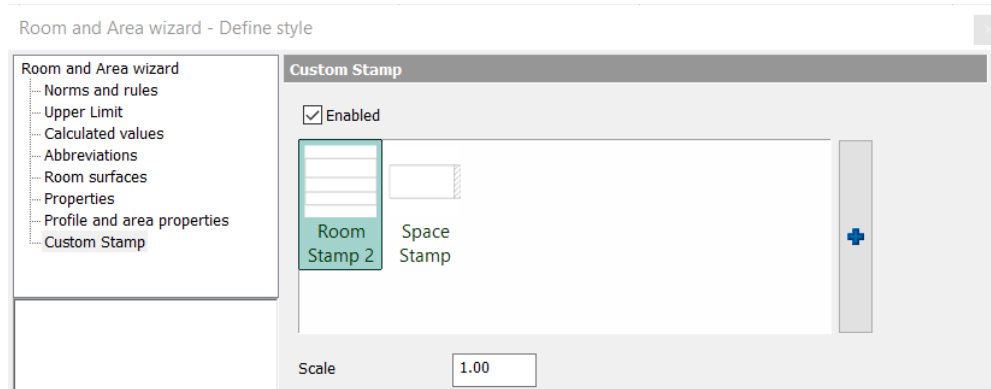 Room and Area wizard - Define style
Room and Area wizard
Norms and rules
Upper Limit
Calculated values
Abbreviations
Room surfaces
Properties
Profile and area properties
Custom Stamp
Custom Stamp
Enabled
Room
Stamp 2
Space
Stamp
Scale
1.00